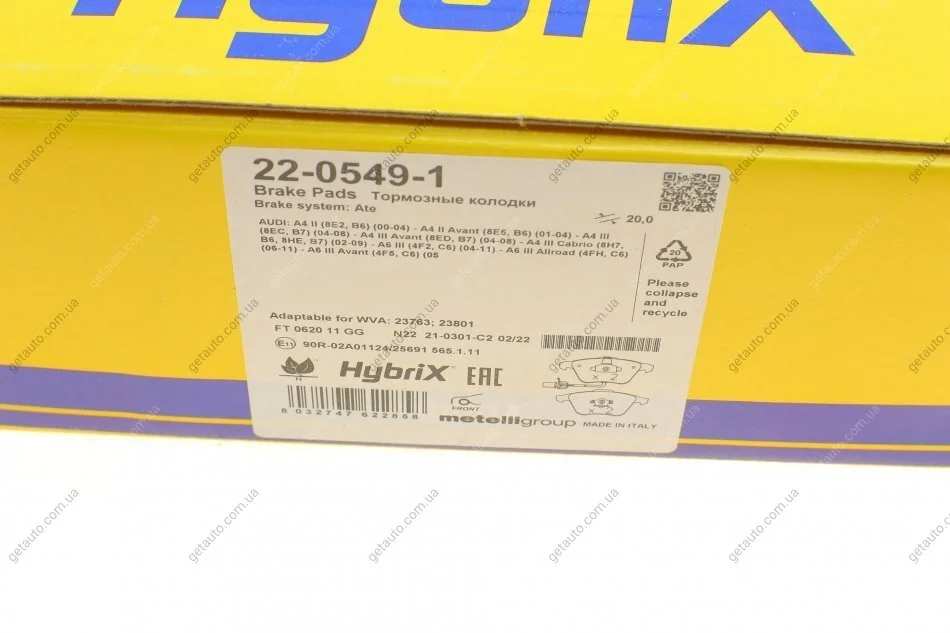 HybriX
22-0549-1
Brake Pads Тормозные колодки
Brake system: Ate
20,0
AUDI: A4 II (8E2, B6) (00-04) - A4 II Avant (8E5, B6) (01-04) - A4 III
(8EC, B7) (04-08) - A4 III Avant (8ED, B7) (04-08) - A4 III Cabrio (8H7,
B6, 8HE, B7) (02-09) - A6 III (4F2, C6) (04-11) - A6 III Allroad (4FH, C6)
(06-11) - A6 III Avant (4F5, C6) (05
20
PAP
Please
collapse
and
recycle
Adaptable for WVA: 23763; 23801
FT 0620 11 GG N22 21-0301-C2 02/22
E11 90R-02A01124/25691 565.1.11
N
HybriX EAC
8 032747 622858
FRONT
metelligroup MADE IN ITALY
getauto.com.ua